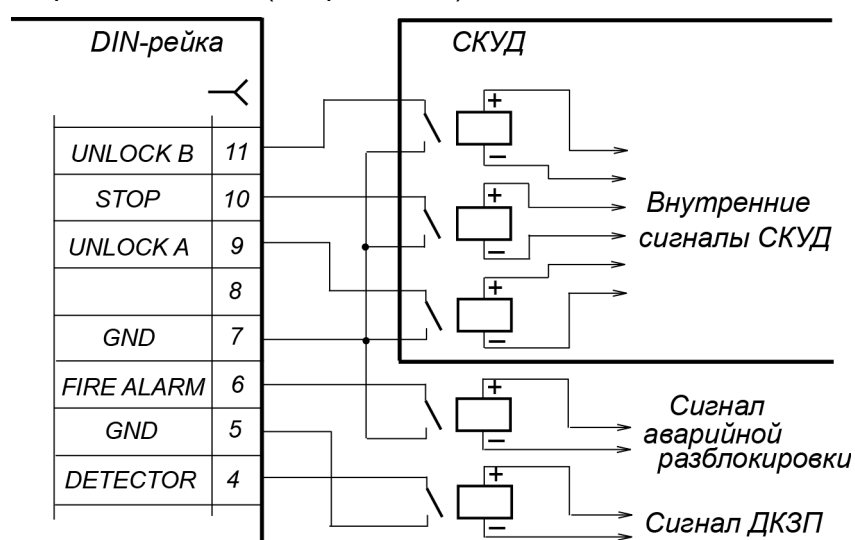 DIN-рейка
СКУД
UNLOCK B 11
STOP 10
UNLOCK A 9
8
GND 7
FIRE ALARM 6
GND 5
DETECTOR 4
+
−
+
−
+
−
Внутренние
сигналы СКУД
+
−
Сигнал
аварийной
разблокировки
+
−
Сигнал ДКЗП